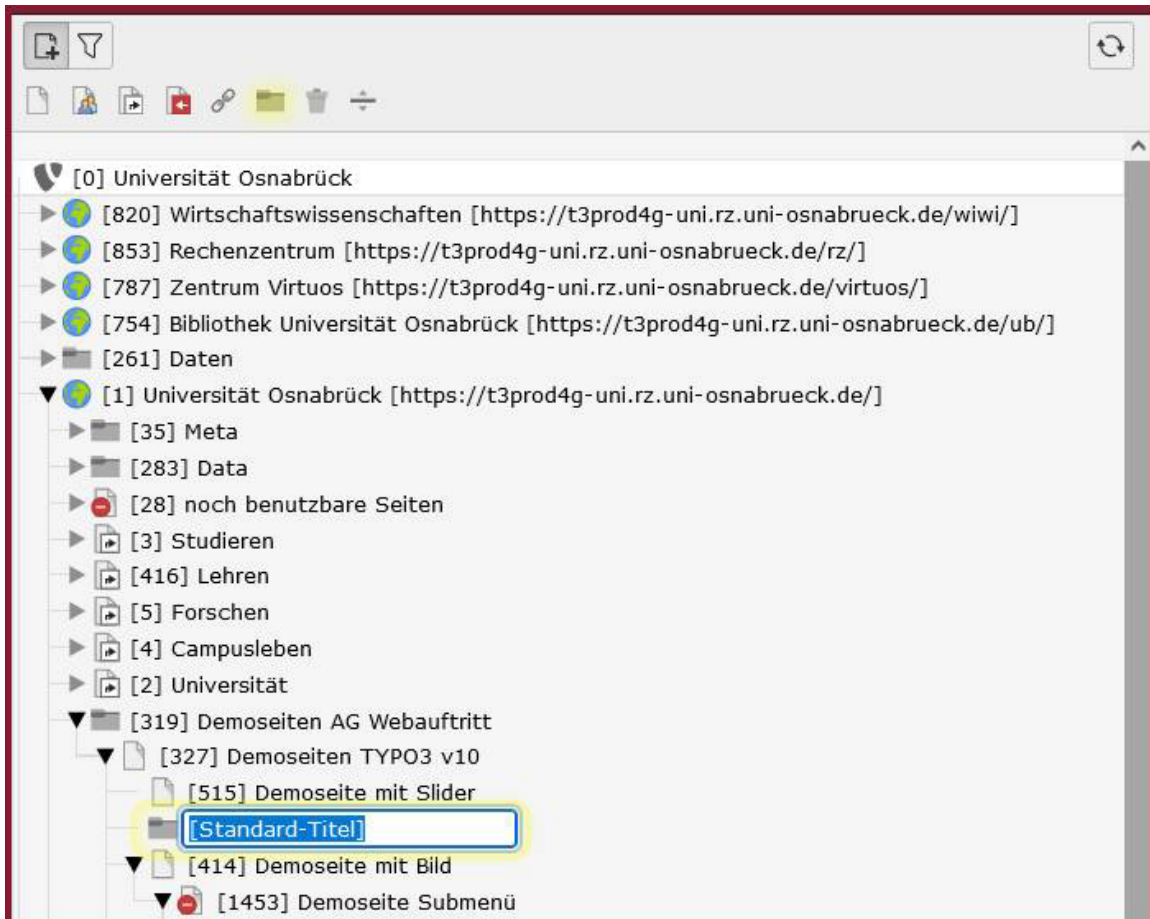 [0] Universität Osnabrück
[820] Wirtschaftswissenschaften [https://t3prod4g-uni.rz.uni-osnabrueck.de/wiwi/]
[853] Rechenzentrum [https://t3prod4g-uni.rz.uni-osnabrueck.de/rz/]
[787] Zentrum Virtuos [https://t3prod4g-uni.rz.uni-osnabrueck.de/virtuos/]
[754] Bibliothek Universität Osnabrück [https://t3prod4g-uni.rz.uni-osnabrueck.de/ub/]
[261] Daten
[1] Universität Osnabrück [https://t3prod4g-uni.rz.uni-osnabrueck.de/]
[35] Meta
[283] Data
[28] noch benutzbare Seiten
[3] Studieren
[416] Lehren
[5] Forschen
[4] Campusleben
[2] Universität
[319] Demoseiten AG Webauftritt
[327] Demoseiten TYPO3 v10
[515] Demoseite mit Slider
[Standard-Titel]
[414] Demoseite mit Bild
[1453] Demoseite Submenü